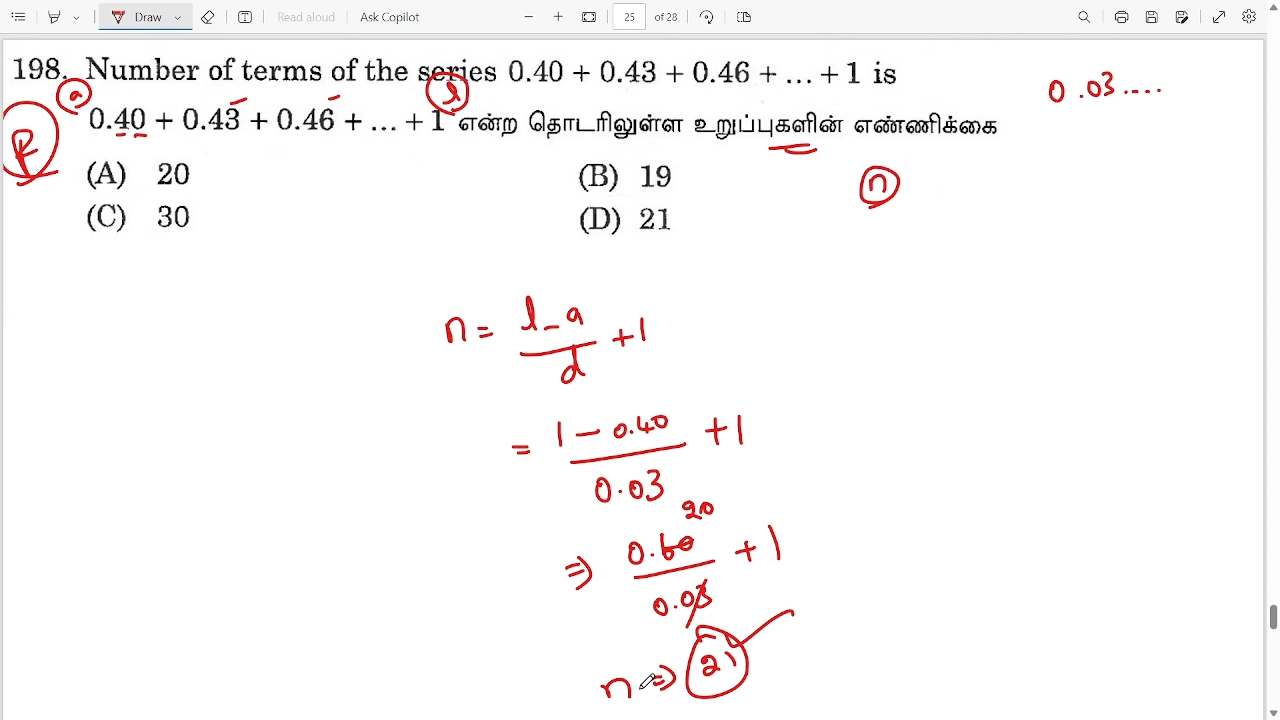 Draw
Read aloud
Ask Copilot
25 of 28
198. Number of terms of the series 0.40 + 0.43 + 0.46 + ... + 1 is
0 .03....
a
l
0.40 + 0.43 + 0.46 + ... + 1 என்ற தொடரிலுள்ள உறுப்புகளின் எண்ணிக்கை
(A) 20
(B) 19
n
(C) 30
(D) 21
n = l - a / d + 1
= 1 - 0.40 / 0.03 + 1
20
⇒ 0.60 / 0.03 + 1
n ⇒ 21